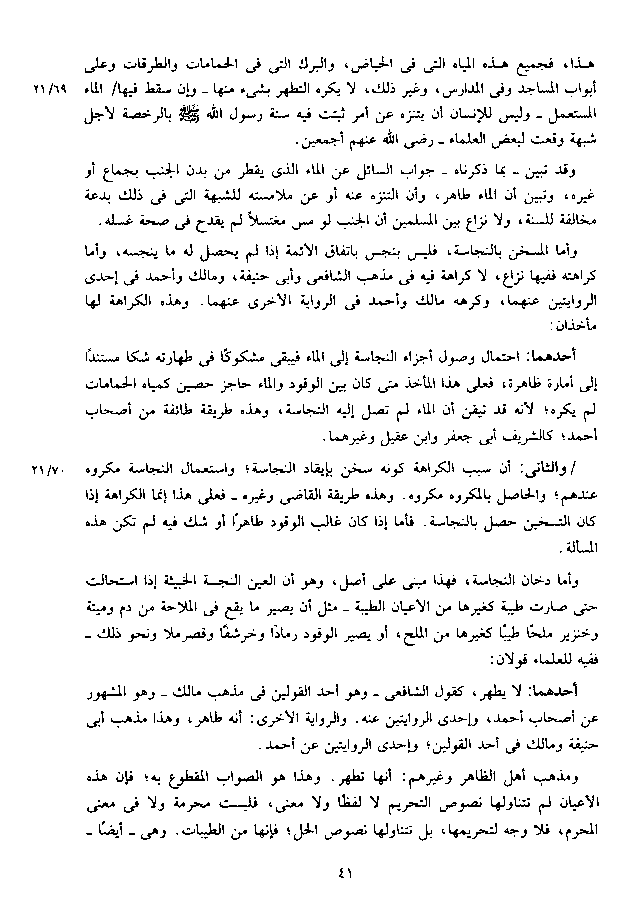 هـذا، فجميع هـذه المياه التى فى الحياض، والبرك التى فى الحمامات والطرقات وعلى
أبواب المساجد وفى المدارس، وغير ذلك، لا يكره التطهر بشىء منها ـ وإن سقط فيها/ الماء ٢١/٦٩
المستعمل ـ وليس للإنسان أن يتنزه عن أمر ثبتت فيه سنة رسول الله ﷺ بالرخصة لأجل
شبهة وقعت لبعض العلماء ـ رضى الله عنهم أجمعين.
وقد تبين ـ بما ذكرناه ـ جواب السائل عن الماء الذى يقطر من بدن الجنب بجماع أو
غيره، وتبين أن الماء طاهر، وأن التنزه عنه أو عن ملامسته للشبهة التى فى ذلك بدعة
مخالفة للسنة، ولا نزاع بين المسلمين أن الجنب لو مس مغتسلاً لم يقدح فى صحة غسله.
وأما المسخن بالنجاسة، فليس بنجس باتفاق الأئمة إذا لم يحصل له ما ينجسه، وأما
كراهته ففيها نزاع، لا كراهة فيه فى مذهب الشافعى وأبى حنيفة، ومالك وأحمد فى إحدى
الروايتين عنهما، وكرهه مالك وأحمد فى الرواية الأخرى عنهما. وهذه الكراهة لها
مأخذان:
أحدهما: احتمال وصول أجزاء النجاسة إلى الماء فيبقى مشكوكًا فى طهارته شكا مستندًا
إلى أمارة ظاهرة، فعلى هذا المأخذ متى كان بين الوقود والماء حاجز حصين كمياه الحمامات
لم يكره؛ لأنه قد تيقن أن الماء لم تصل إليه النجاسة، وهذه طريقة طائفة من أصحاب
أحمد؛ كالشريف أبى جعفر وابن عقيل وغيرهما.
/ والثانى: أن سبب الكراهة كونه سخن بإيقاد النجاسة؛ واستعمال النجاسة مكروه ٢١/٧٠
عندهم؛ والحاصل بالمكروه مكروه. وهذه طريقة القاضى وغيره ـ فعلى هذا إنما الكراهة إذا
كان التسخين حصل بالنجاسة. فأما إذا كان غالب الوقود طاهرًا أو شك فيه لم تكن هذه
المسألة.
وأما دخان النجاسة، فهذا مبنى على أصل، وهو أن العين النجسة الخبيثة إذا استحالت
حتى صارت طيبة كغيرها من الأعيان الطيبة ـ مثل أن يصير ما يقع فى الملاحة من دم وميتة
وخنزير ملحًا طيبًا كغيرها من الملح، أو يصير الوقود رمادًا وخرشفًا وقصرملا ونحو ذلك ـ
ففيه للعلماء قولان:
أحدهما: لا يطهر، كقول الشافعى ـ وهو أحد القولين فى مذهب مالك ـ وهو المشهور
عن أصحاب أحمد، وإحدى الروايتين عنه. والرواية الأخرى: أنه طاهر، وهذا مذهب أبى
حنيفة ومالك فى أحد القولين؛ وإحدى الروايتين عن أحمد.
ومذهب أهل الظاهر وغيرهم: أنها تطهر. وهذا هو الصواب المقطوع به؛ فإن هذه
الأعيان لم تتناولها نصوص التحريم لا لفظًا ولا معنى، فليست محرمة ولا فى معنى
المحرم، فلا وجه لتحريمها، بل تتناولها نصوص الحل؛ فإنها من الطيبات. وهى ـ أيضًا ـ
٤١